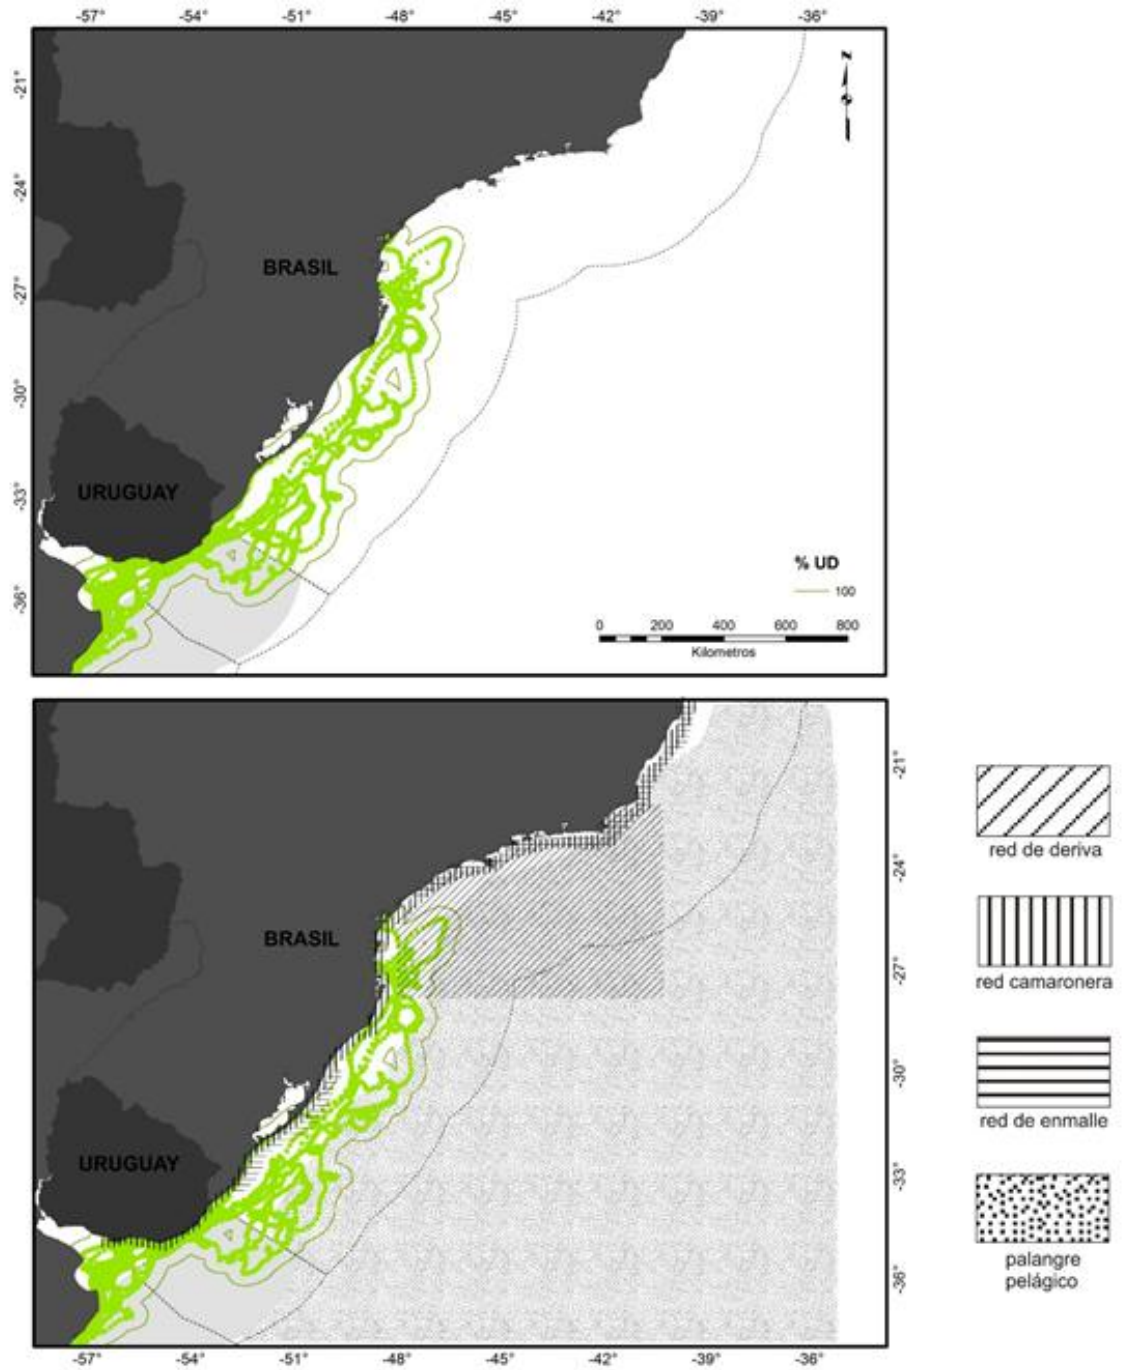 -57° -54° -51° -48° -45° -42° -39° -36°
-21°
-24°
-27°
-30°
-33°
-36°
N
BRASIL
URUGUAY
% UD
100
0 200 400 600 800
Kilometros
-21°
-24°
-27°
-30°
-33°
-36°
BRASIL
URUGUAY
-57° -54° -51° -48° -45° -42° -39° -36°
red de deriva
red camaronera
red de enmalle
palangre
pelágico